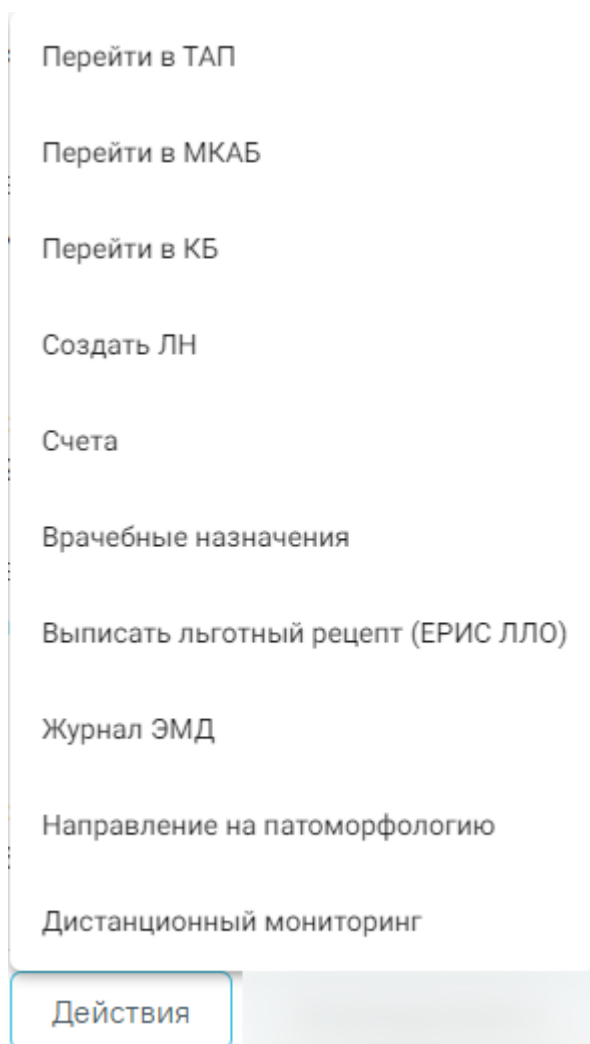 Перейти в ТАП
Перейти в МКАБ
Перейти в КБ
Создать ЛН
Счета
Врачебные назначения
Выписать льготный рецепт (ЕРИС ЛЛО)
Журнал ЭМД
Направление на патоморфологию
Дистанционный мониторинг
Действия